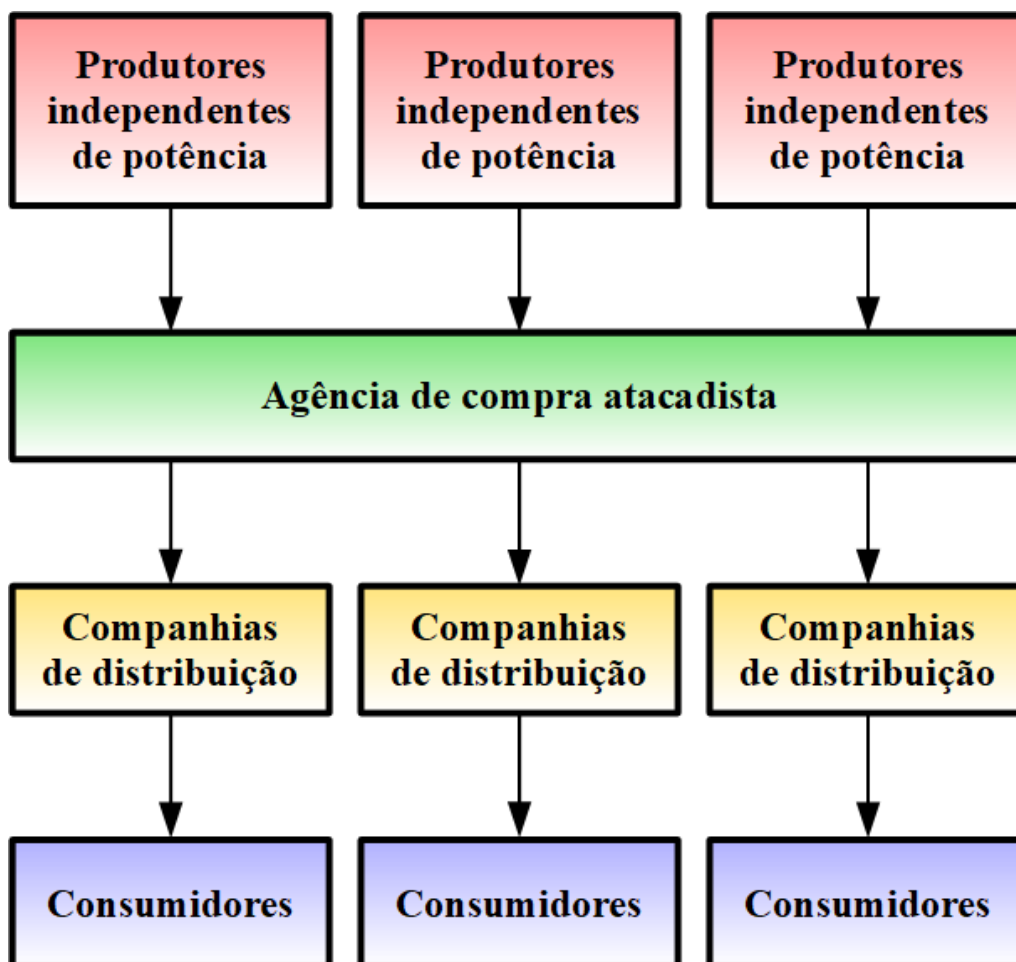 Produtores
independentes
de potência
Produtores
independentes
de potência
Produtores
independentes
de potência
Agência de compra atacadista
Companhias
de distribuição
Companhias
de distribuição
Companhias
de distribuição
Consumidores
Consumidores
Consumidores